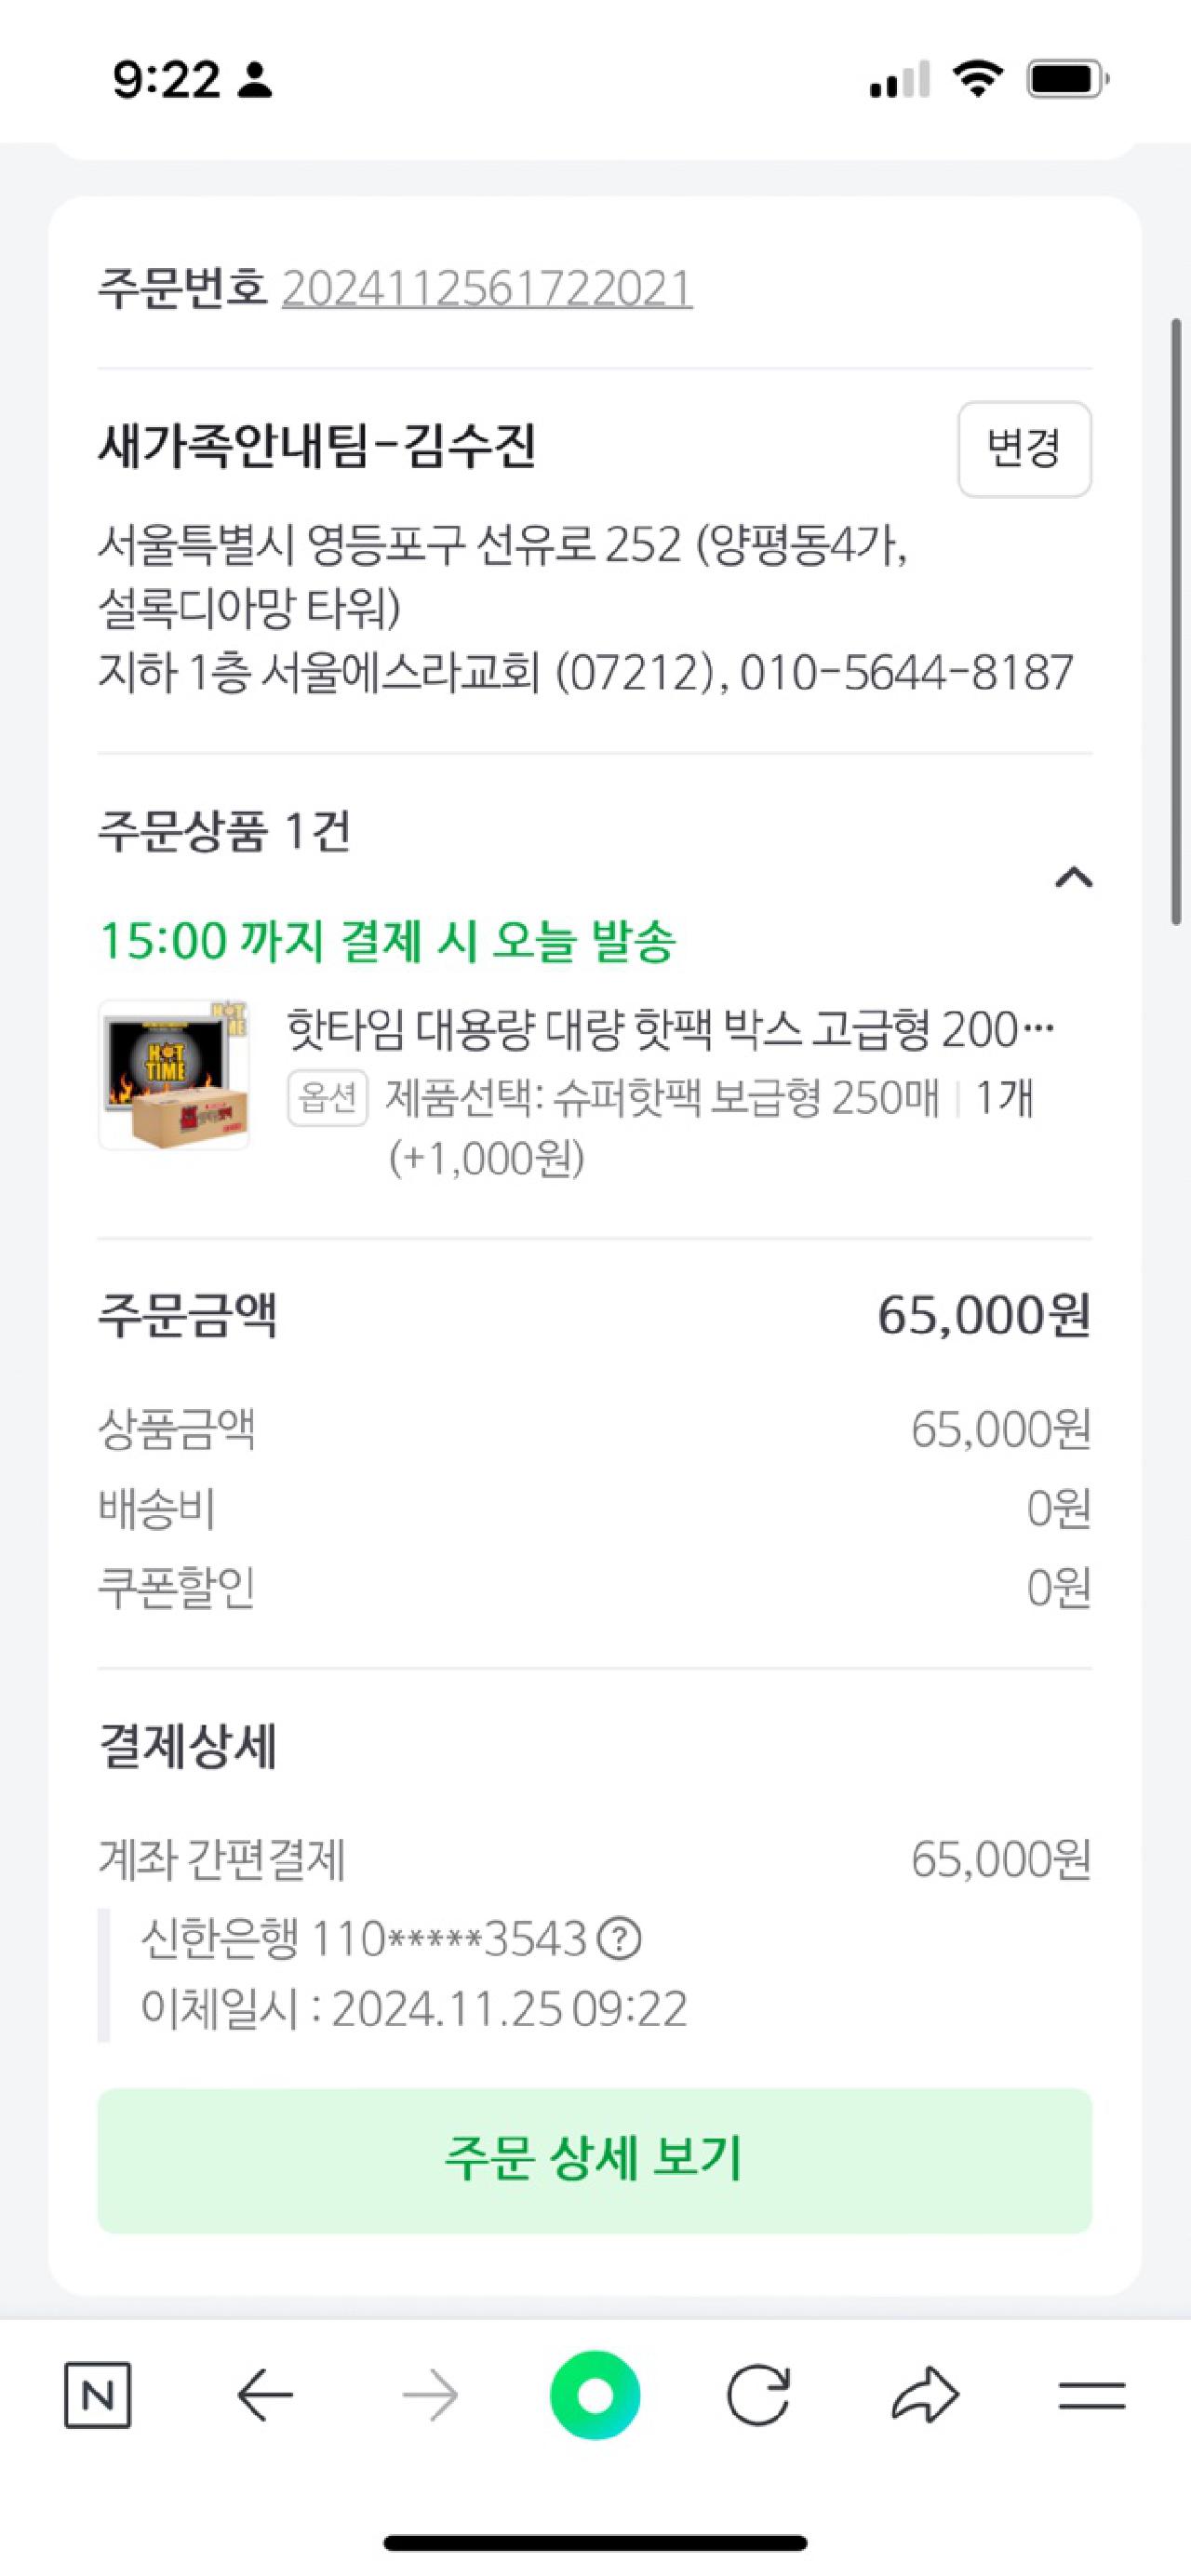 9:22
주문번호 2024112561722021
새가족안내팀-김수진
변경
서울특별시 영등포구 선유로 252 (양평동4가,
설록디아망 타워)
지하 1층 서울에스라교회 (07212), 010-5644-8187
주문상품 1건
15:00 까지 결제 시 오늘 발송
HOT
TIME
핫타임 대용량 대량 핫팩 박스 고급형 200···
옵션 제품선택: 슈퍼핫팩 보급형 250매 | 1개
(+1,000원)
주문금액 65,000원
상품금액 65,000원
배송비 0원
쿠폰할인 0원
결제상세
계좌 간편결제 65,000원
신한은행 110*****3543 ?
이체일시 : 2024.11.25 09:22
주문 상세 보기
N